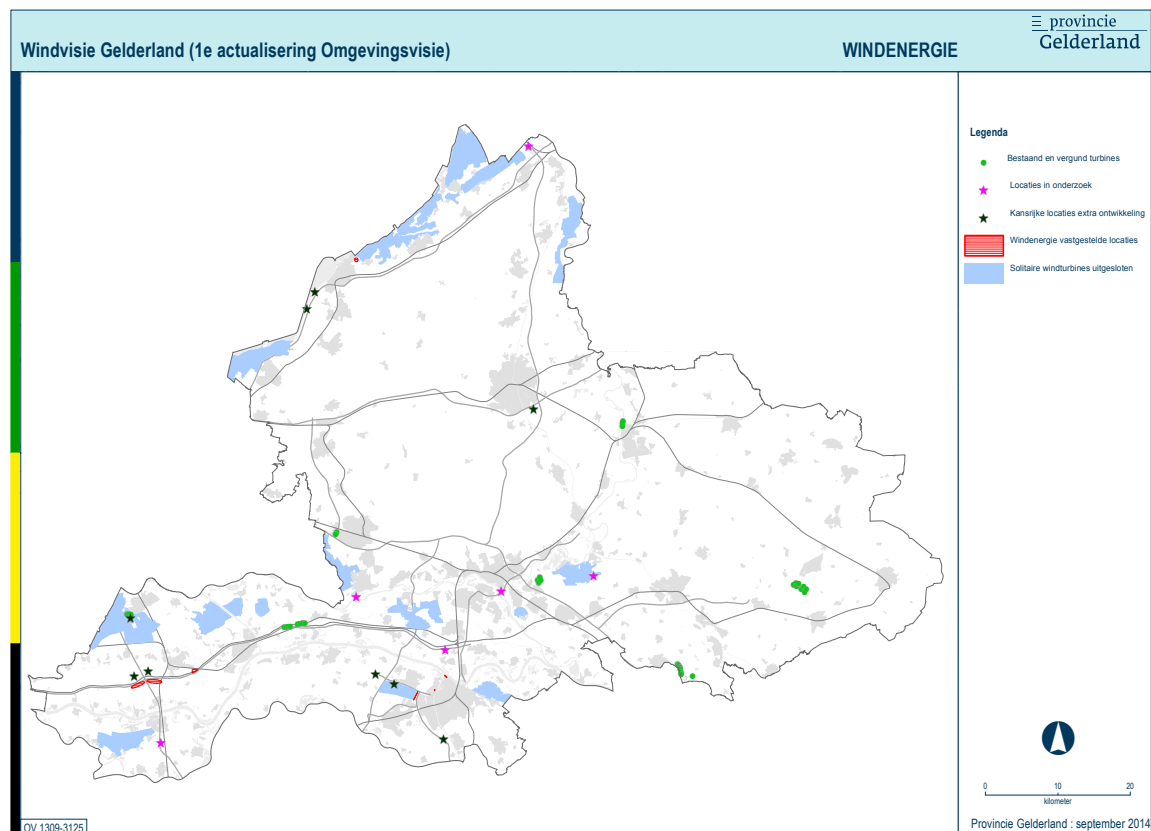 provincie
Gelderland
Windvisie Gelderland (1e actualisering Omgevingsvisie)
WINDENERGIE
Legenda
Bestaand en vergund turbines
Locaties in onderzoek
Kansrijke locaties extra ontwikkeling
Windenergie vastgestelde locaties
Solitaire windturbines uitgesloten
0 10 20
kilometer
OV 1309-3125
Provincie Gelderland : september 2014